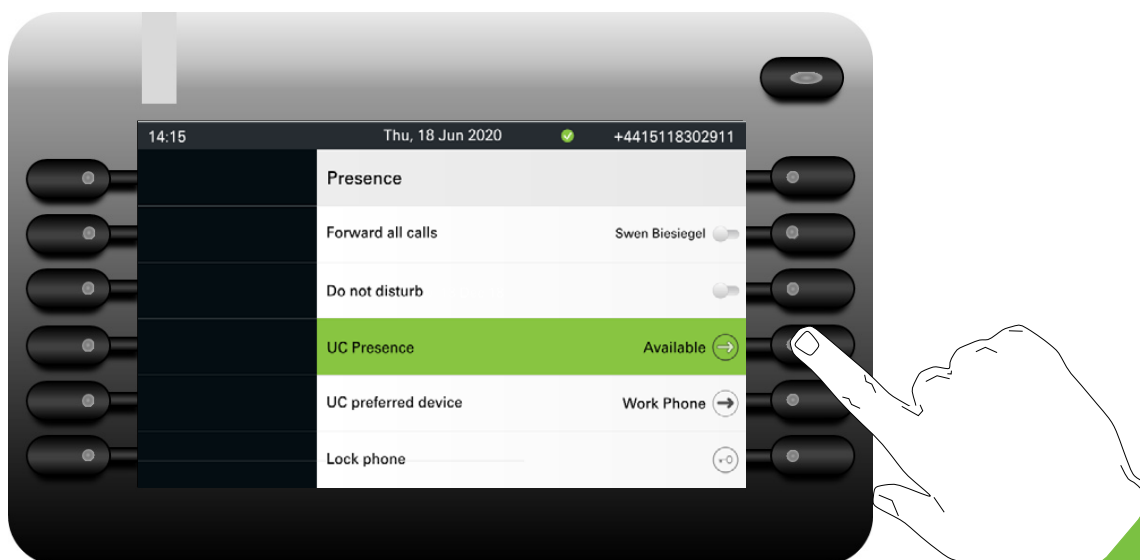 14:15 Thu, 18 Jun 2020 +4415118302911
Presence
Forward all calls Swen Biesiegel
Do not disturb
UC Presence Available
UC preferred device Work Phone
Lock phone